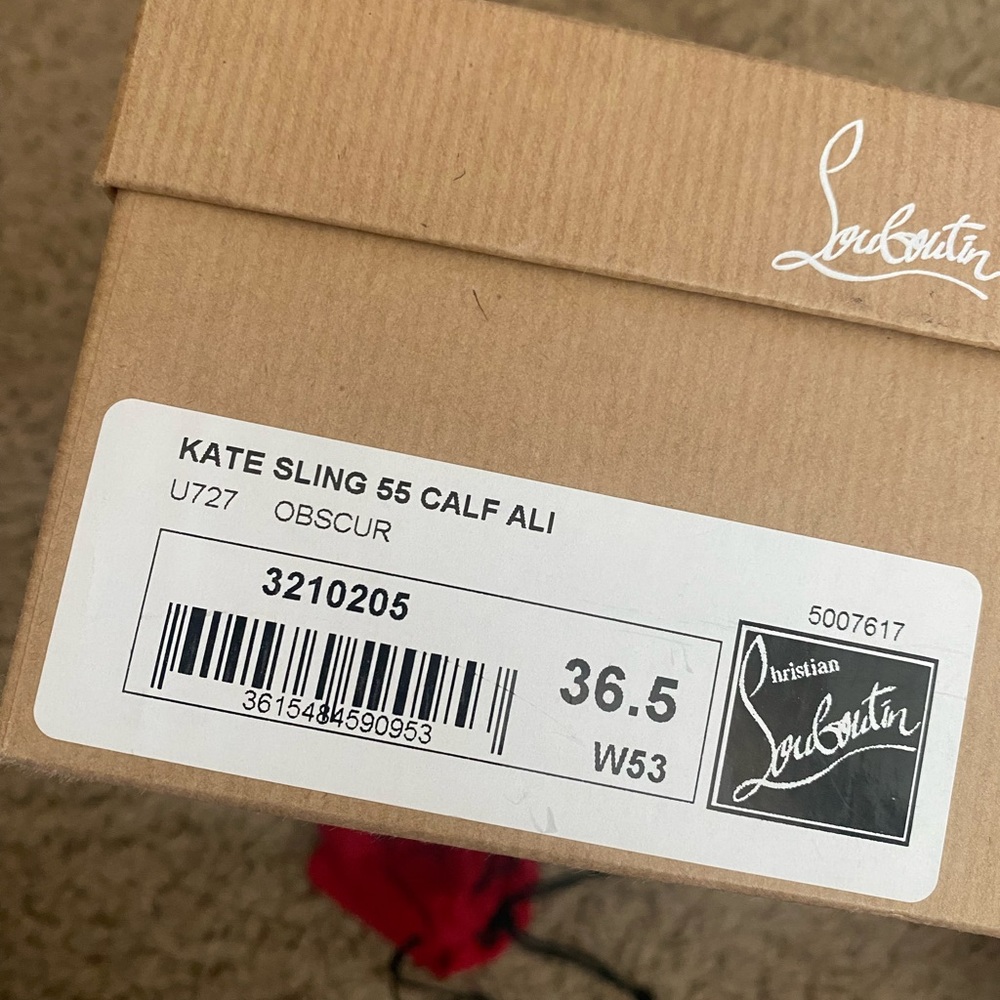 Louboutin
KATE SLING 55 CALF ALI
U727 OBSCUR
3210205
3615484590953
36.5
W53
5007617
Christian
Louboutin